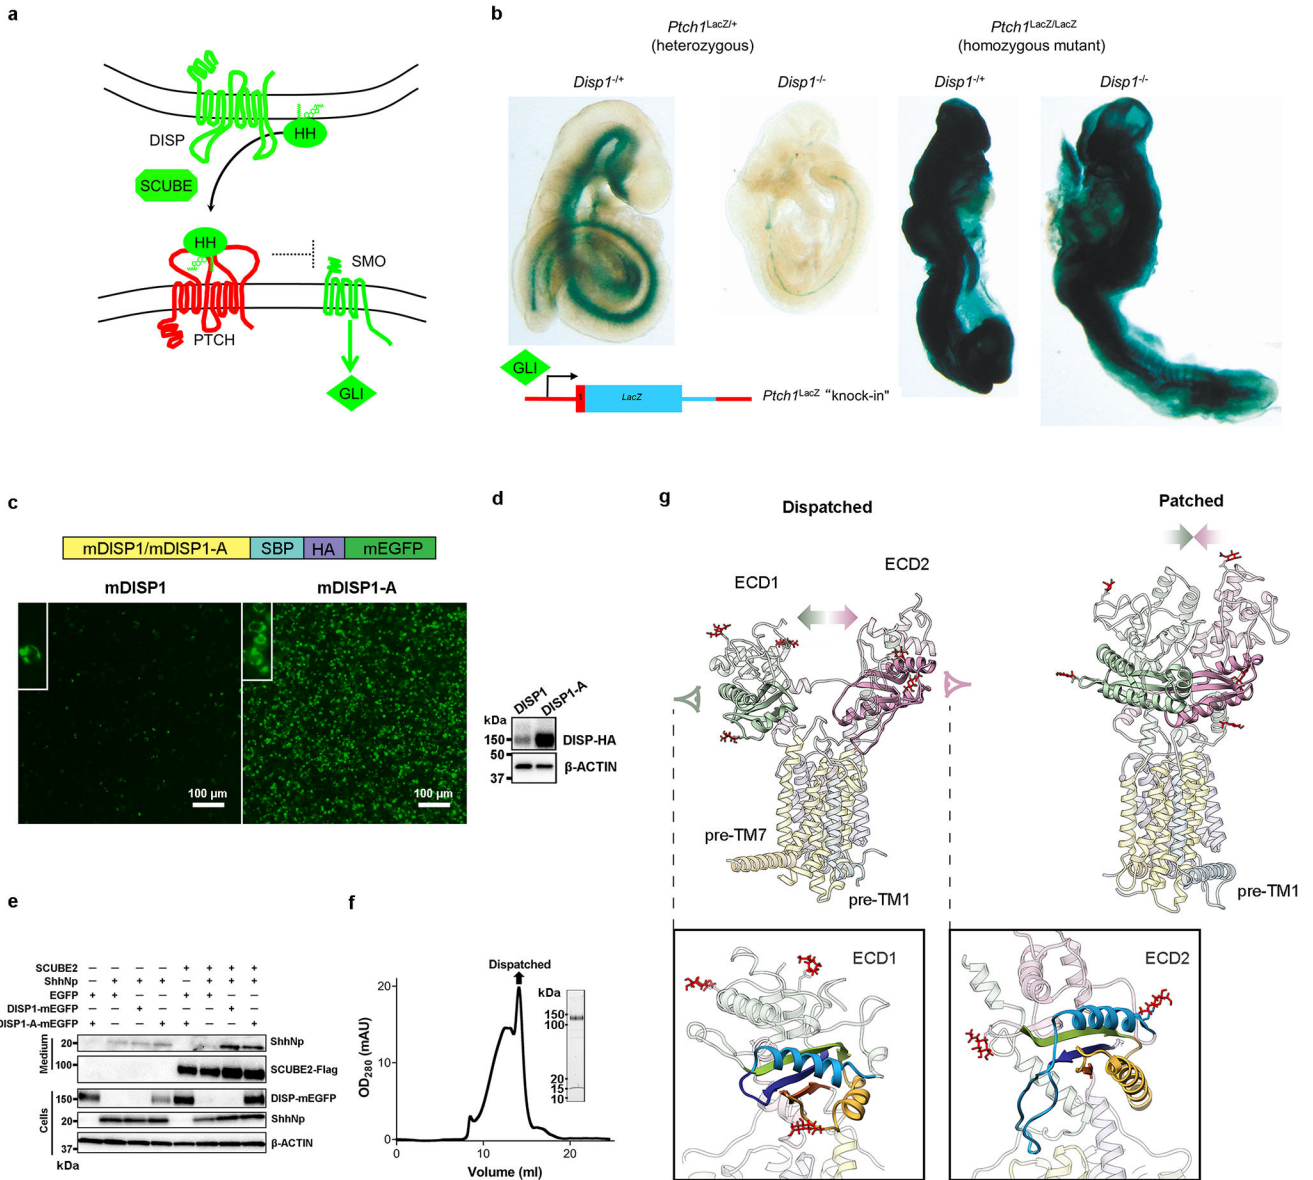 a
DISP
HH
SCUBE
HH
SMO
PTCH
GLI
b
Ptch1LacZ/+
(heterozygous)
Ptch1LacZ/LacZ
(homozygous mutant)
Disp1-/+
Disp1-/-
Disp1-/+
Disp1-/-
GLI
1
LacZ
Ptch1LacZ “knock-in"
c
mDISP1/mDISP1-A
SBP
HA
mEGFP
mDISP1
mDISP1-A
100 µm
100 µm
d
DISP1
DISP1-A
kDa
150
50
37
DISP-HA
β-ACTIN
e
SCUBE2 – – – – + + + +
ShhNp – + + + – + + +
EGFP + + – – + + – –
DISP1-mEGFP – – + – – – + –
DISP1-A-mEGFP + – – + + – – +
Medium
20
100
ShhNp
SCUBE2-Flag
Cells
150
20
37
kDa
DISP-mEGFP
ShhNp
β-ACTIN
f
Dispatched
OD280 (mAU)
20
10
0
0
10
20
Volume (ml)
kDa
150
100
20
15
10
g
Dispatched
Patched
ECD1
ECD2
pre-TM7
pre-TM1
pre-TM1
ECD1
ECD2